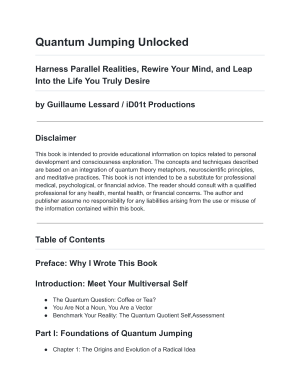 Quantum Jumping Unlocked
Harness Parallel Realities, Rewire Your Mind, and Leap
Into the Life You Truly Desire
by Guillaume Lessard / iD01t Productions
Disclaimer
This book is intended to provide educational information on topics related to personal
development and consciousness exploration. The concepts and techniques described
are based on an integration of quantum theory metaphors, neuroscientific principles,
and meditative practices. This book is not intended to be a substitute for professional
medical, psychological, or financial advice. The reader should consult with a qualified
professional for any health, mental health, or financial concerns. The author and
publisher assume no responsibility for any liabilities arising from the use or misuse of
the information contained within this book.
Table of Contents
Preface: Why I Wrote This Book
Introduction: Meet Your Multiversal Self
● The Quantum Question: Coffee or Tea?
● You Are Not a Noun, You Are a Vector
● Benchmark Your Reality: The Quantum Quotient Self,Assessment
Part I: Foundations of Quantum Jumping
● Chapter 1: The Origins and Evolution of a Radical Idea